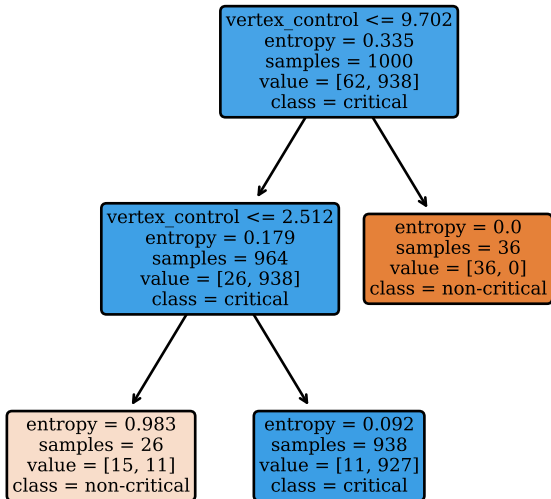 vertex_control <= 9.702
entropy = 0.335
samples = 1000
value = [62, 938]
class = critical
vertex_control <= 2.512
entropy = 0.179
samples = 964
value = [26, 938]
class = critical
entropy = 0.0
samples = 36
value = [36, 0]
class = non-critical
entropy = 0.983
samples = 26
value = [15, 11]
class = non-critical
entropy = 0.092
samples = 938
value = [11, 927]
class = critical